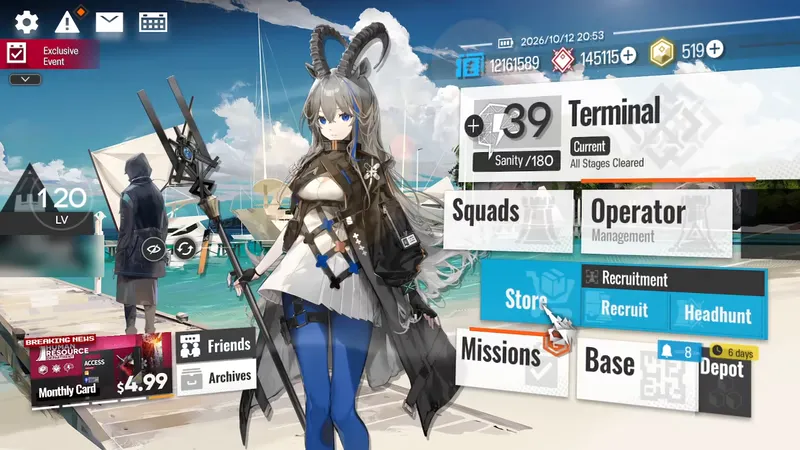 Exclusive
Event
2026/10/12 20:53
12161589
145115
519
39
Sanity /180
Terminal
Current
All Stages Cleared
120
LV
Squads
Operator
Management
Recruitment
Store
Recruit
Headhunt
BREAKING NEWS
HUMAN
RESOURCE
ACCESS
Monthly Card
$4.99
Friends
Archives
Missions
Base
8
6 days
Depot